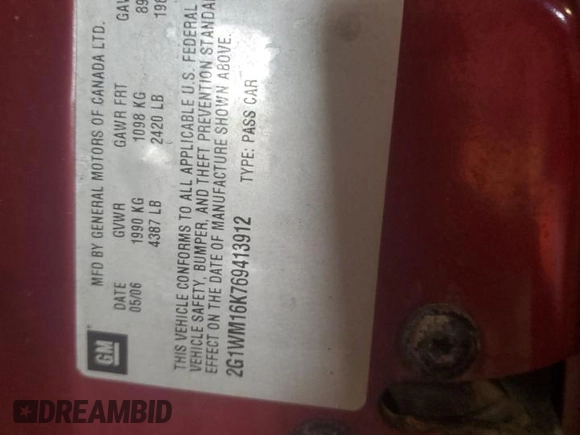 MFD BY GENERAL MOTORS OF CANADA LTD.
DATE GVWR GAWR FRT
05/06 1990 KG 1098 KG
4387 LB 2420 LB
THIS VEHICLE CONFORMS TO ALL APPLICABLE U.S. FEDERAL
VEHICLE SAFETY, BUMPER, AND THEFT PREVENTION
EFFECT ON THE DATE OF MANUFACTURE SHOWN ABOVE.
2G1WM16K769413912 TYPE: PASS CAR
GM
DREAMBID